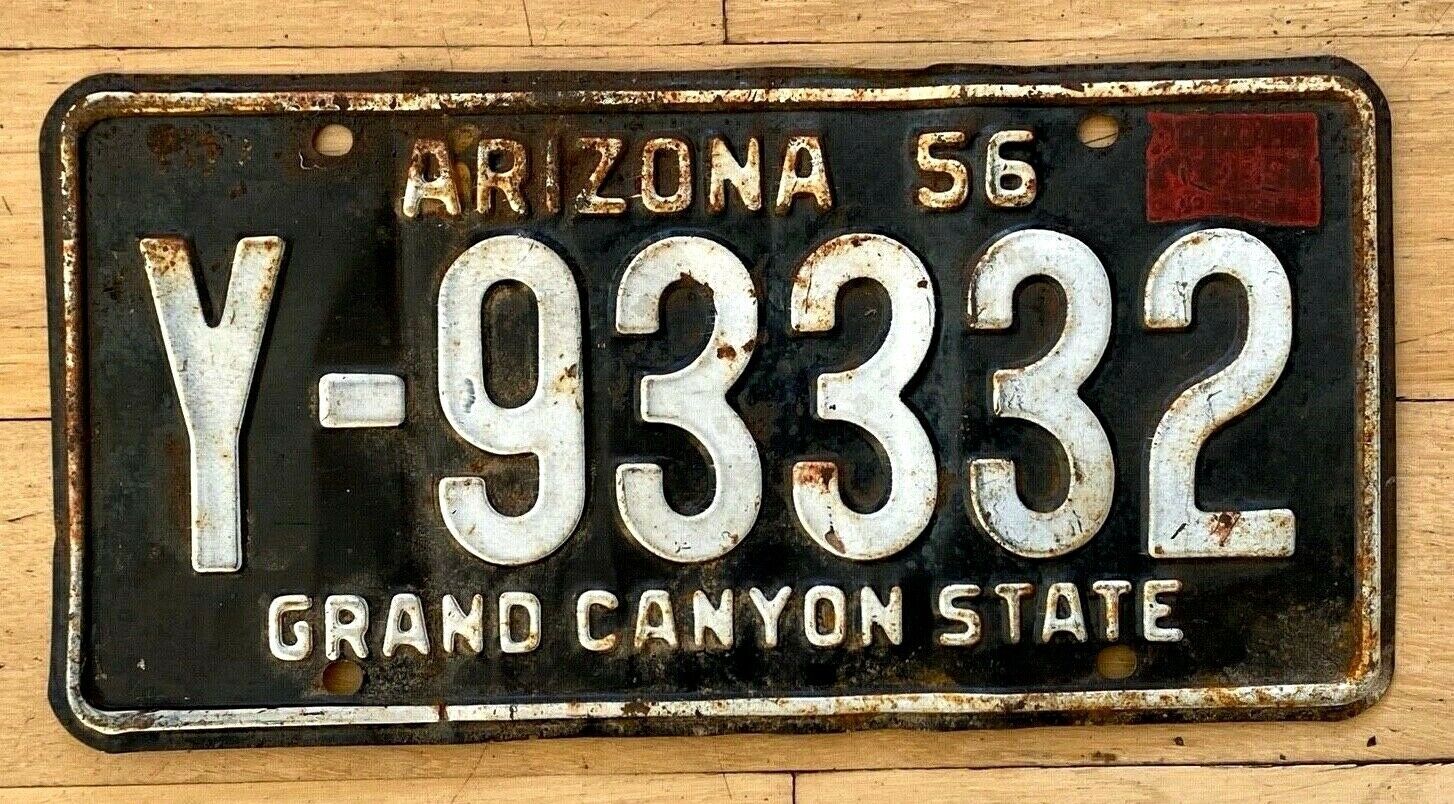 ARIZONA 56
Y-93332
GRAND CANYON STATE